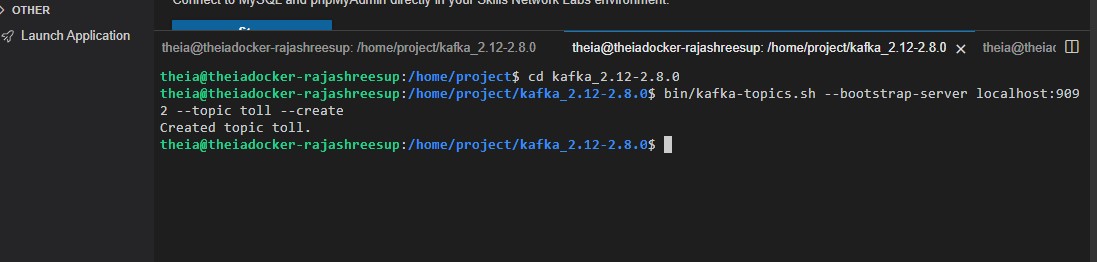 OTHER
Connect to MySQL and phpMyAdmin directly in your Skills Network Labs environment.
Launch Application
theia@theiadocker-rajashreesup: /home/project/kafka_2.12-2.8.0
theia@theiadocker-rajashreesup: /home/project/kafka_2.12-2.8.0 ×
theia@theiadoc
theia@theiadocker-rajashreesup:/home/project$ cd kafka_2.12-2.8.0
theia@theiadocker-rajashreesup:/home/project/kafka_2.12-2.8.0$ bin/kafka-topics.sh --bootstrap-server localhost:909
2 --topic toll --create
Created topic toll.
theia@theiadocker-rajashreesup:/home/project/kafka_2.12-2.8.0$